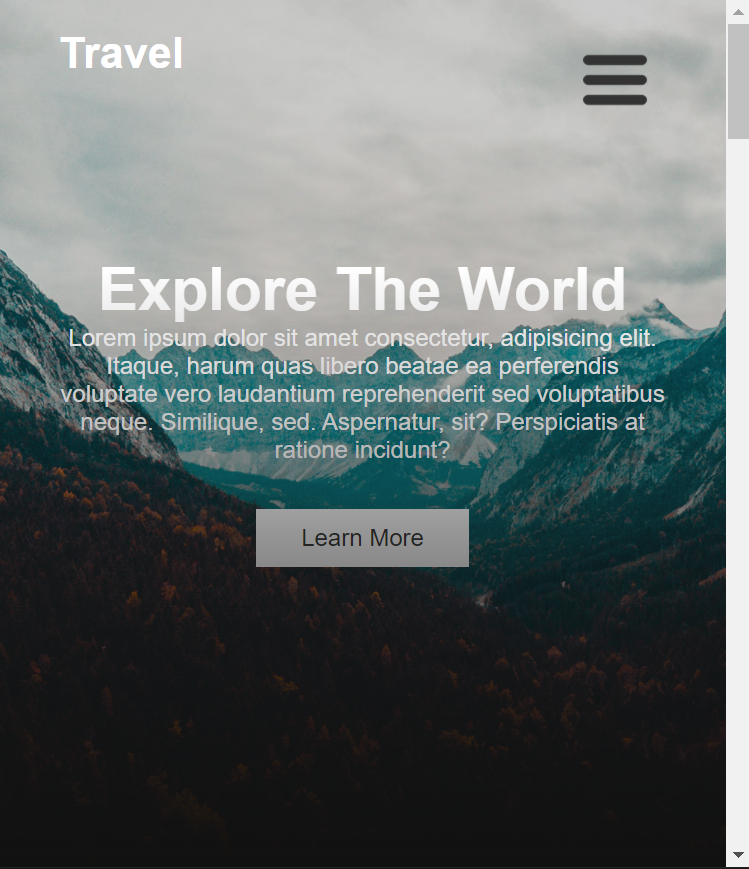 Travel
Explore The World
Lorem ipsum dolor sit amet consectetur, adipisicing elit.
Itaque, harum quas libero beatae ea perferendis
voluptate vero laudantium reprehenderit sed voluptatibus
neque. Similique, sed. Aspernatur, sit? Perspiciatis at
ratione incidunt?
Learn More